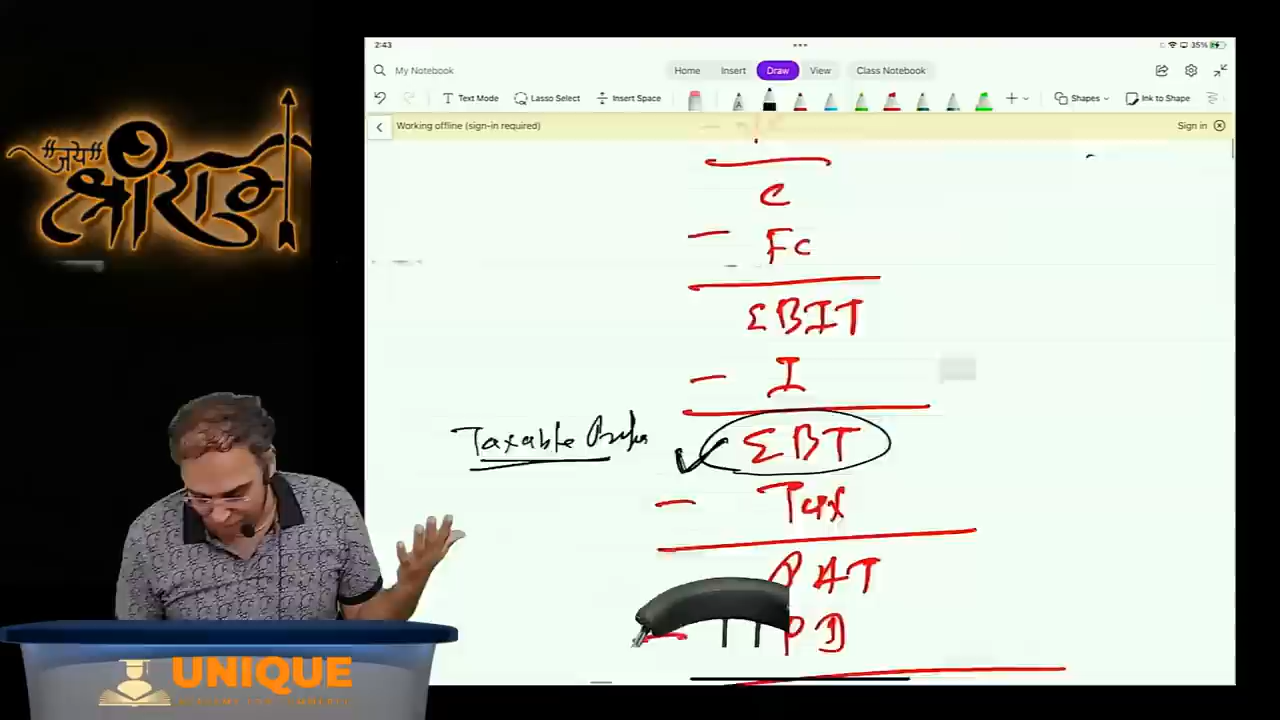 2:43
35%
My Notebook
Home Insert Draw View Class Notebook
Text Mode Lasso Select Insert Space Shapes Ink to Shape
Working offline (sign-in required) Sign in
"जय"
श्रीराम
C
- FC
EBIT
- I
Taxable EBT
- Tax
PAT
- PD
UNIQUE